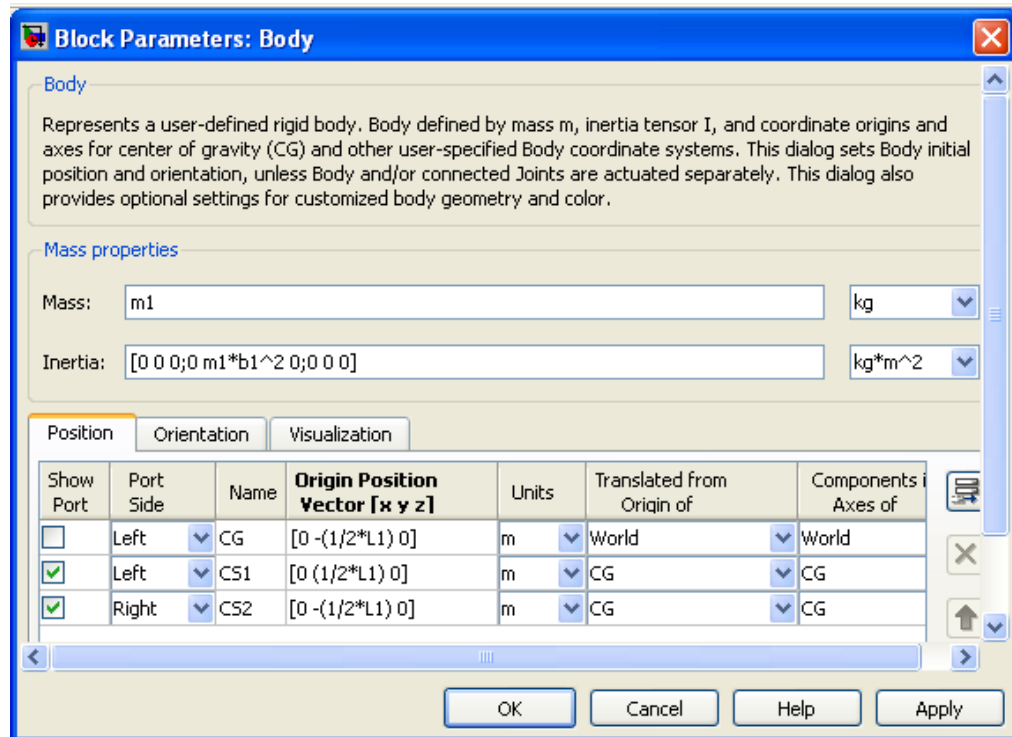 Block Parameters: Body
Body
Represents a user-defined rigid body. Body defined by mass m, inertia tensor I, and coordinate origins and
axes for center of gravity (CG) and other user-specified Body coordinate systems. This dialog sets Body initial
position and orientation, unless Body and/or connected Joints are actuated separately. This dialog also
provides optional settings for customized body geometry and color.
Mass properties
Mass: m1 kg
Inertia: [0 0 0;0 m1*b1^2 0;0 0 0] kg*m^2
Position Orientation Visualization
Show Port Origin Position Translated from Components i
Port Side Name Vector [x y z] Units Origin of Axes of
Left CG [0 -(1/2*L1) 0] m World World
Left CS1 [0 (1/2*L1) 0] m CG CG
Right CS2 [0 -(1/2*L1) 0] m CG CG
OK Cancel Help Apply